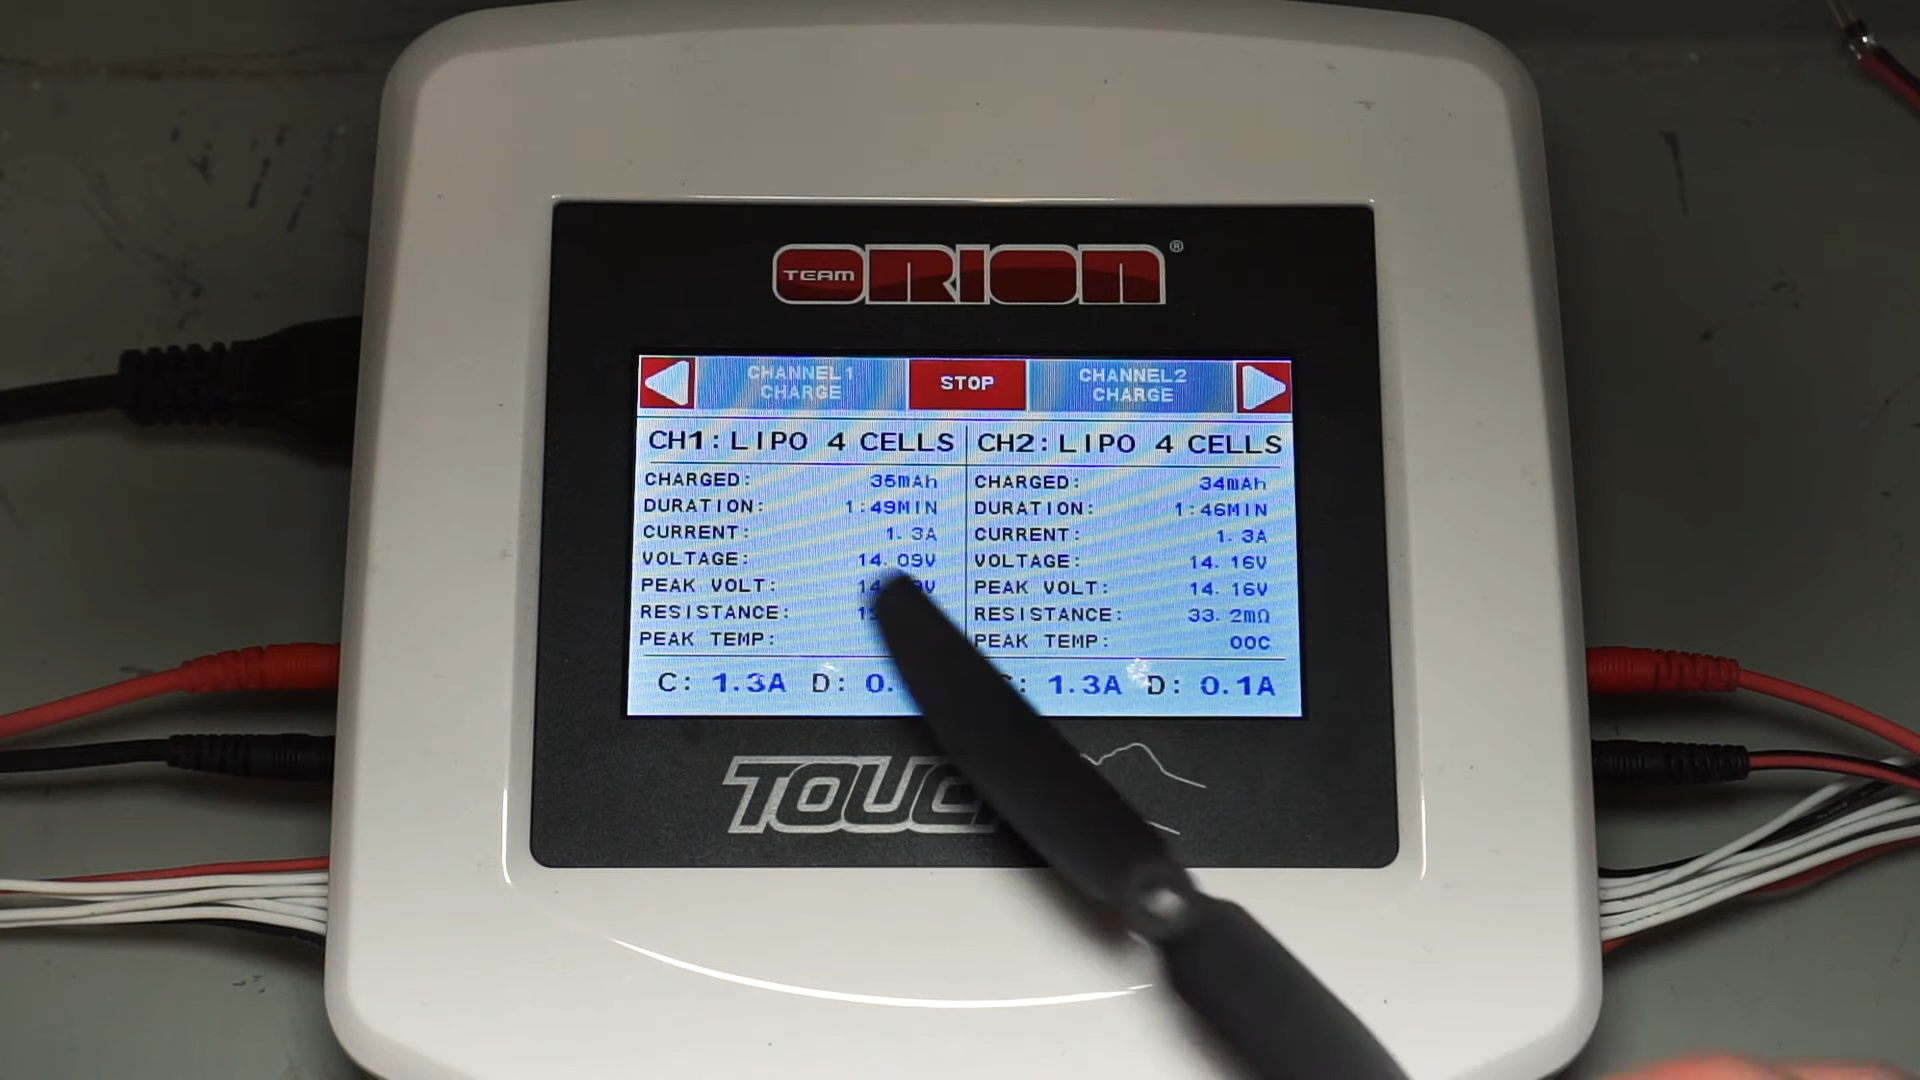 TEAM ORION ®
CHANNEL1 CHARGE
STOP
CHANNEL2 CHARGE
CH1: LIPO 4 CELLS
CH2: LIPO 4 CELLS
CHARGED: 35mAh
CHARGED: 34mAh
DURATION: 1:49MIN
DURATION: 1:46MIN
CURRENT: 1.3A
CURRENT: 1.3A
VOLTAGE: 14.09V
VOLTAGE: 14.16V
PEAK VOLT:
PEAK VOLT: 14.16V
RESISTANCE:
RESISTANCE: 33.2mΩ
PEAK TEMP:
PEAK TEMP: 00C
C: 1.3A D:
1.3A D: 0.1A